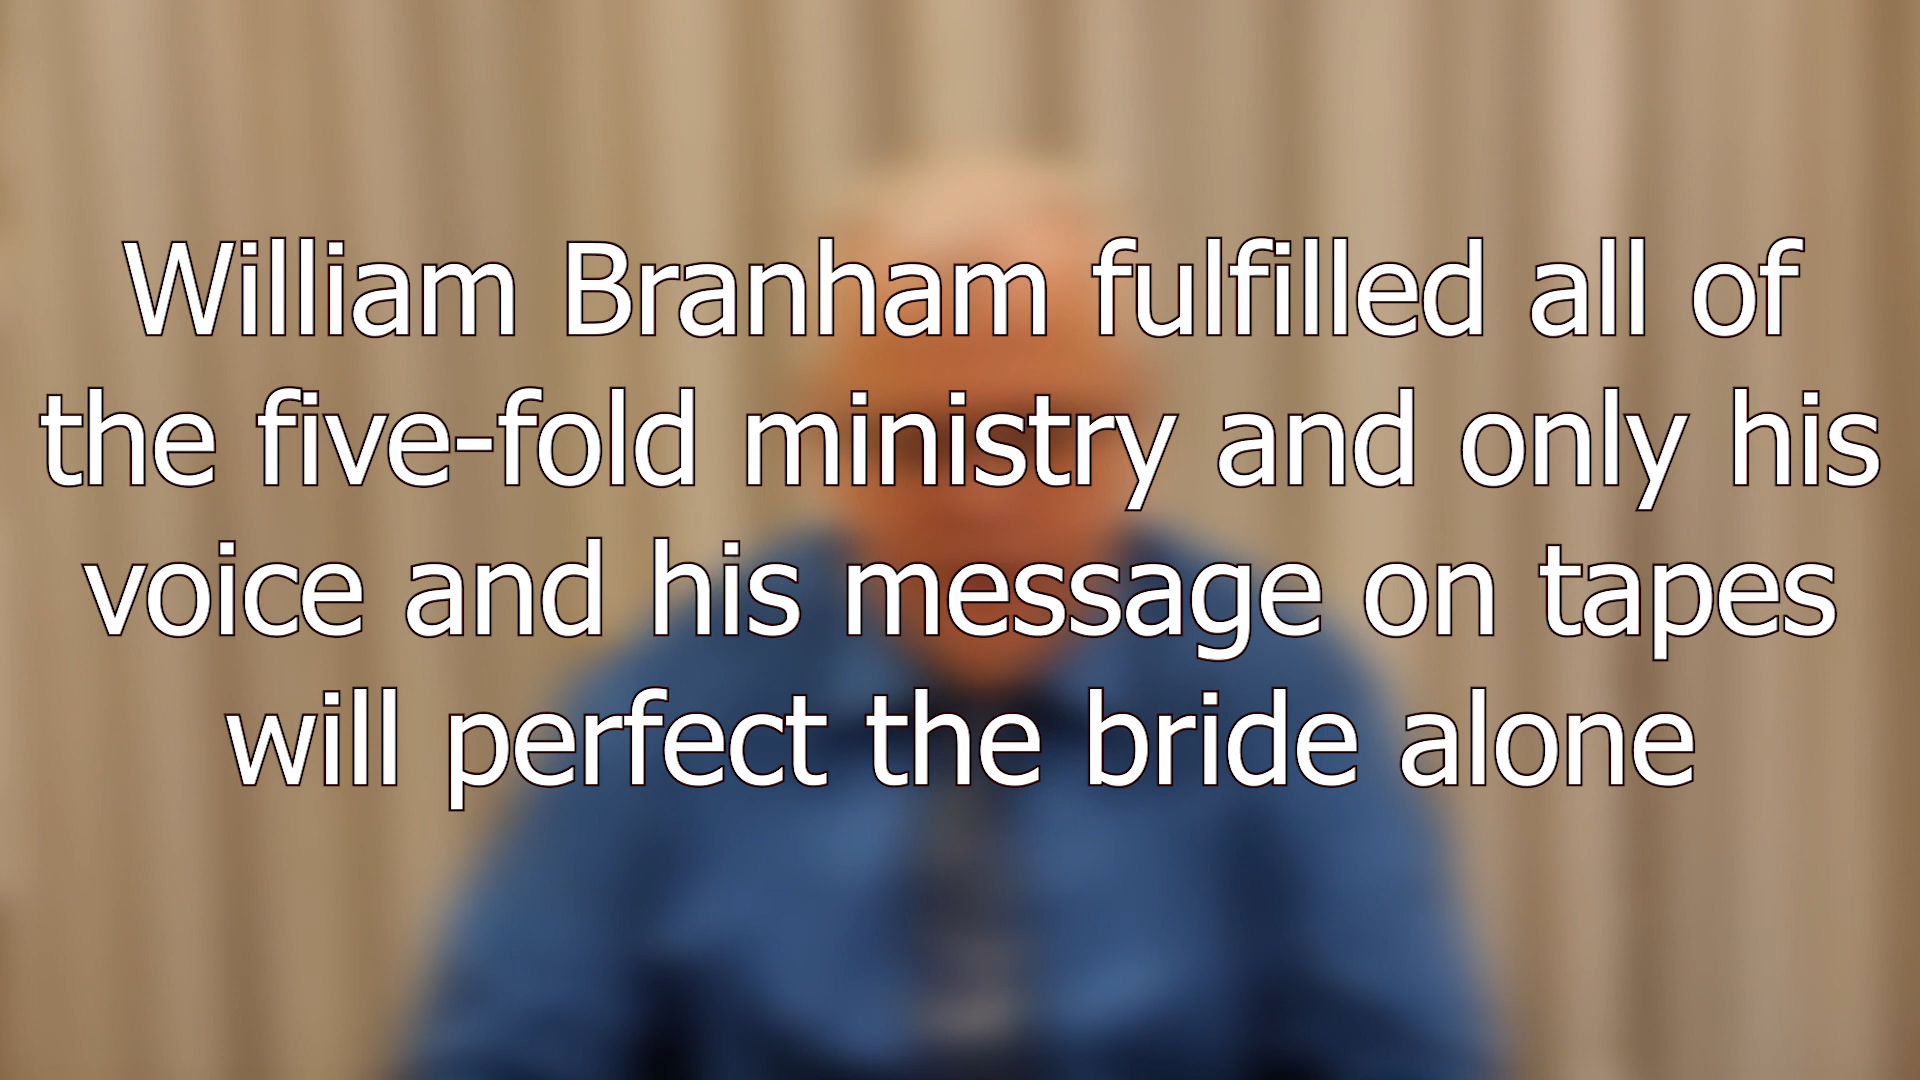 William Branham fulfilled all of
the five-fold ministry and only his
voice and his message on tapes
will perfect the bride alone